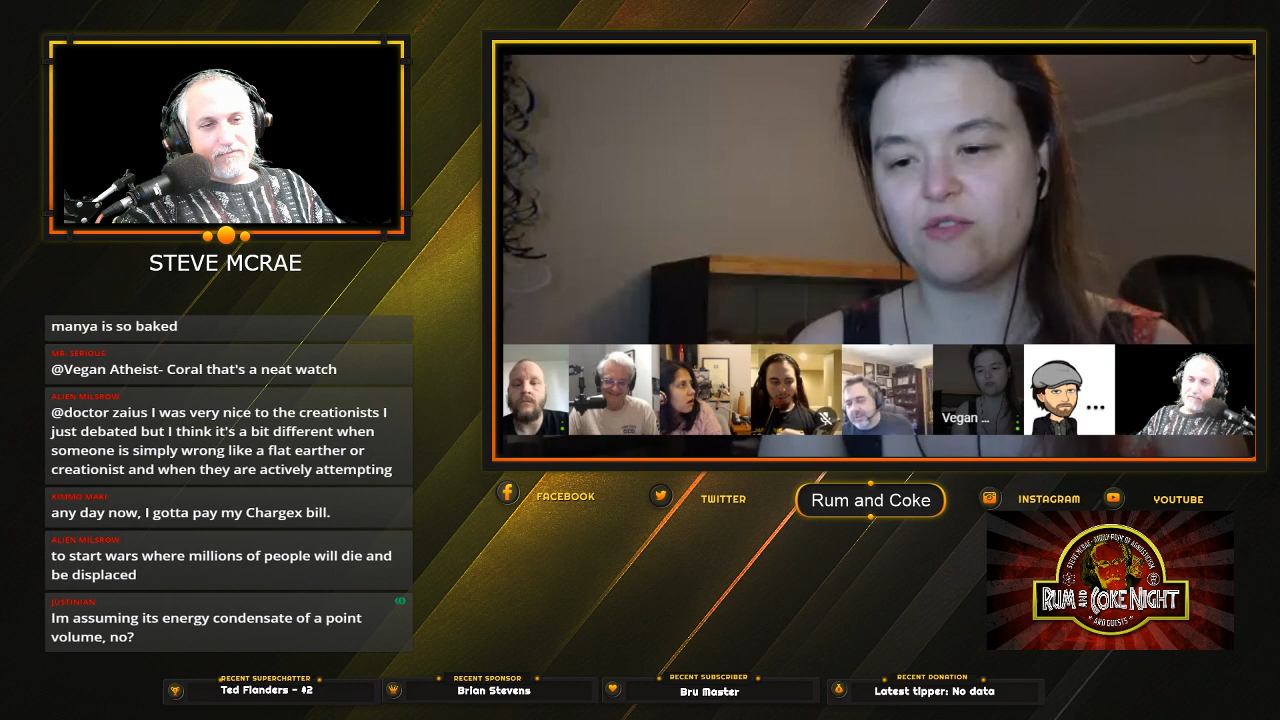 STEVE MCRAE
manya is so baked
MR. SERIOUS
@Vegan Atheist- Coral that's a neat watch
ALIEN MILSROW
@doctor zaius I was very nice to the creationists I
just debated but I think it's a bit different when
someone is simply wrong like a flat earther or
creationist and when they are actively attempting
KIMMO MAKI
any day now, I gotta pay my Chargex bill.
ALIEN MILSROW
to start wars where millions of people will die and
be displaced
JUSTINIAN
Im assuming its energy condensate of a point
volume, no?
Vegan ...
FACEBOOK
TWITTER
Rum and Coke
INSTAGRAM
YOUTUBE
RUM AND COKE NIGHT
AND GUESTS
RECENT SUPERCHATTER
Ted Flanders - $2
RECENT SPONSOR
Brian Stevens
RECENT SUBSCRIBER
Bru Master
RECENT DONATION
Latest tipper: No data